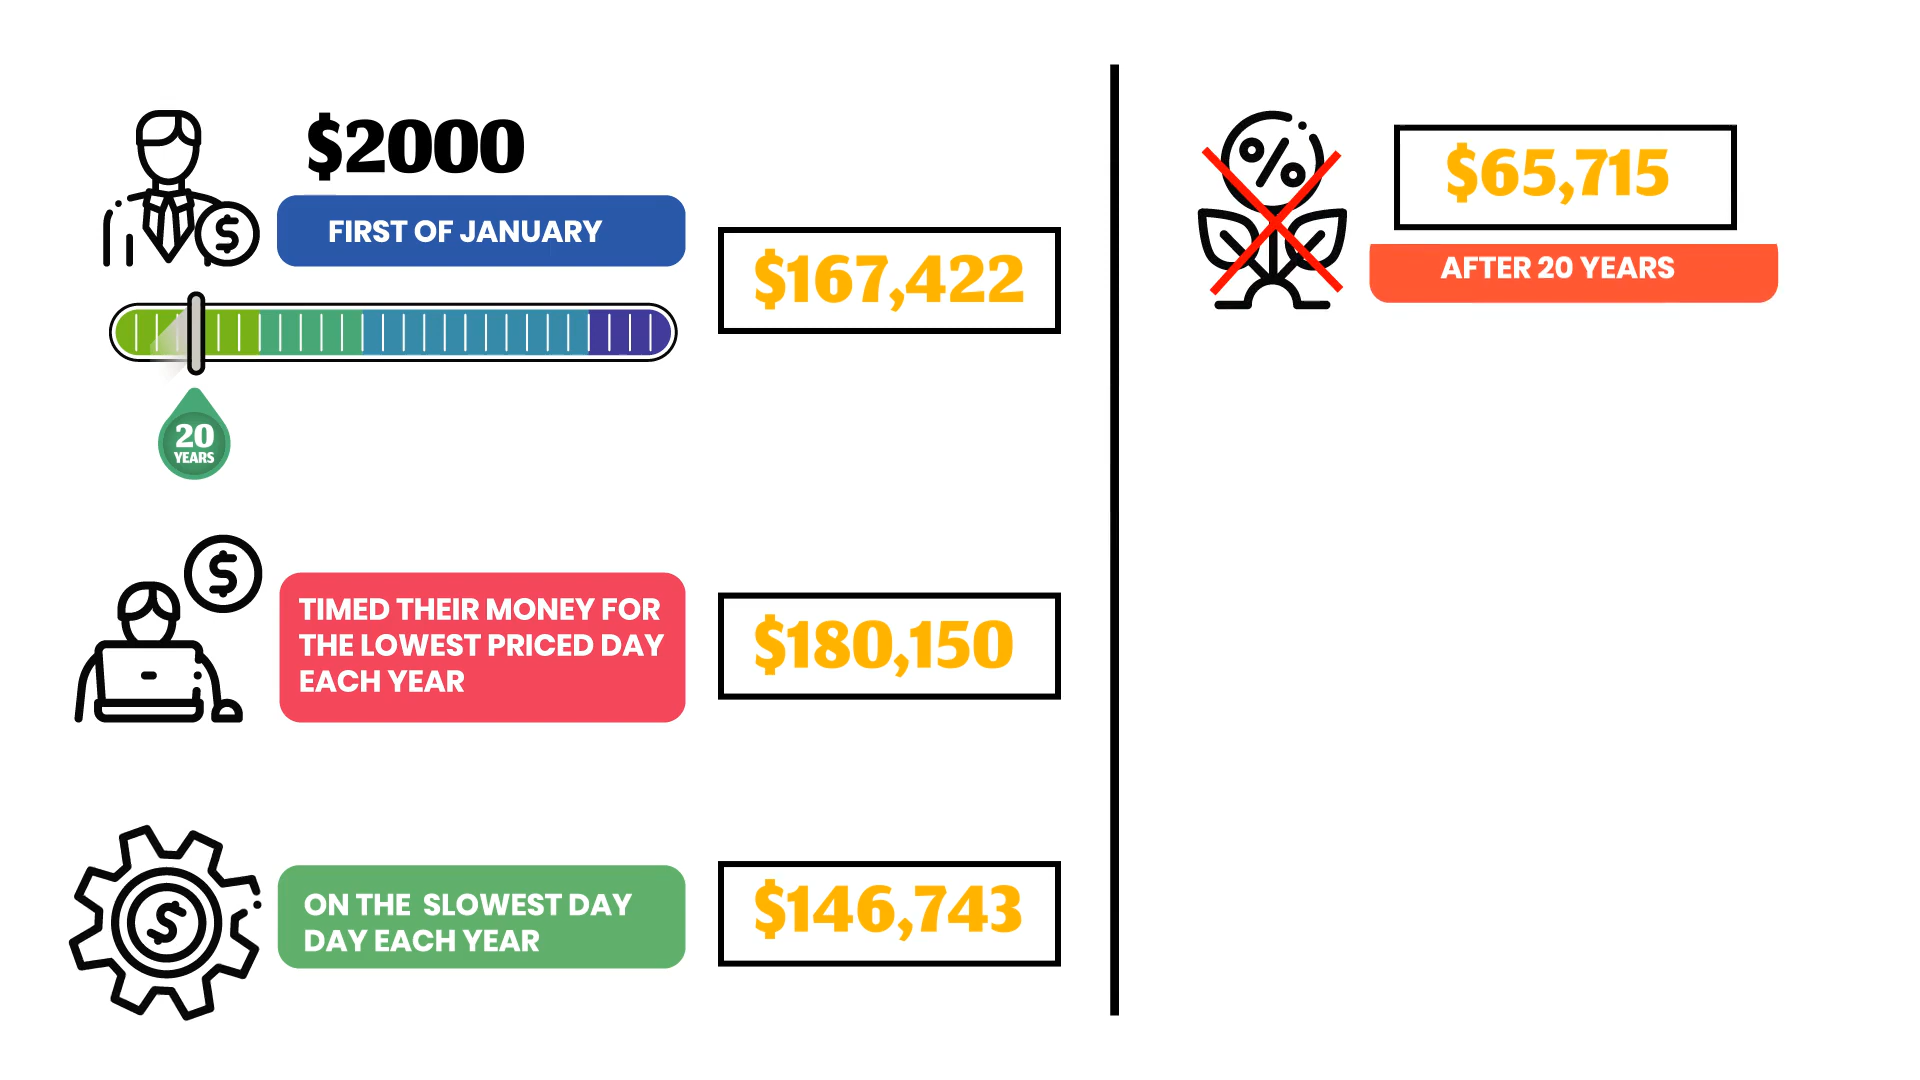 $2000
FIRST OF JANUARY
$167,422
20
YEARS
TIMED THEIR MONEY FOR
THE LOWEST PRICED DAY
EACH YEAR
$180,150
ON THE SLOWEST DAY
DAY EACH YEAR
$146,743
$65,715
AFTER 20 YEARS